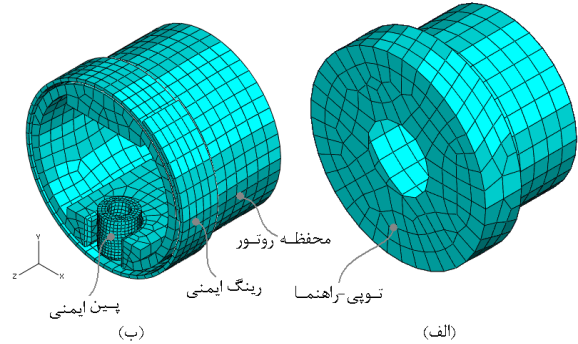 محفظه روتور
رینگ ایمنی
پین ایمنی
توپی-راهنما
Y
Z
X
(ب)
(الف)